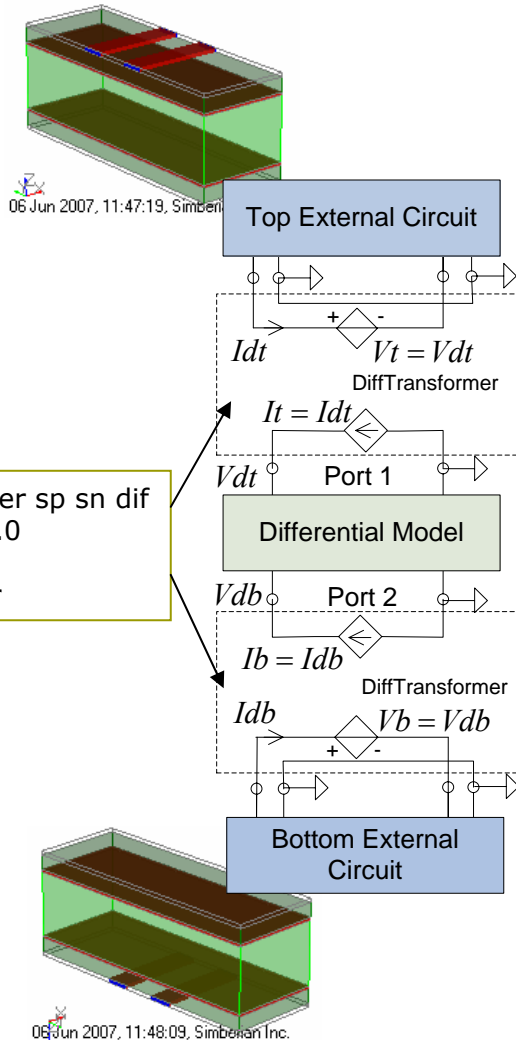 06 Jun 2007, 11:47:19,
Top External Circuit
+ -
Idt
Vt = Vdt
DiffTransformer
It = Idt
Vdt
Port 1
er sp sn dif
.0
Differential Model
Vdb
Port 2
Ib = Idb
DiffTransformer
Idb
Vb = Vdb
+ -
Bottom External
Circuit
06 Jun 2007, 11:48:09, Simberian Inc.